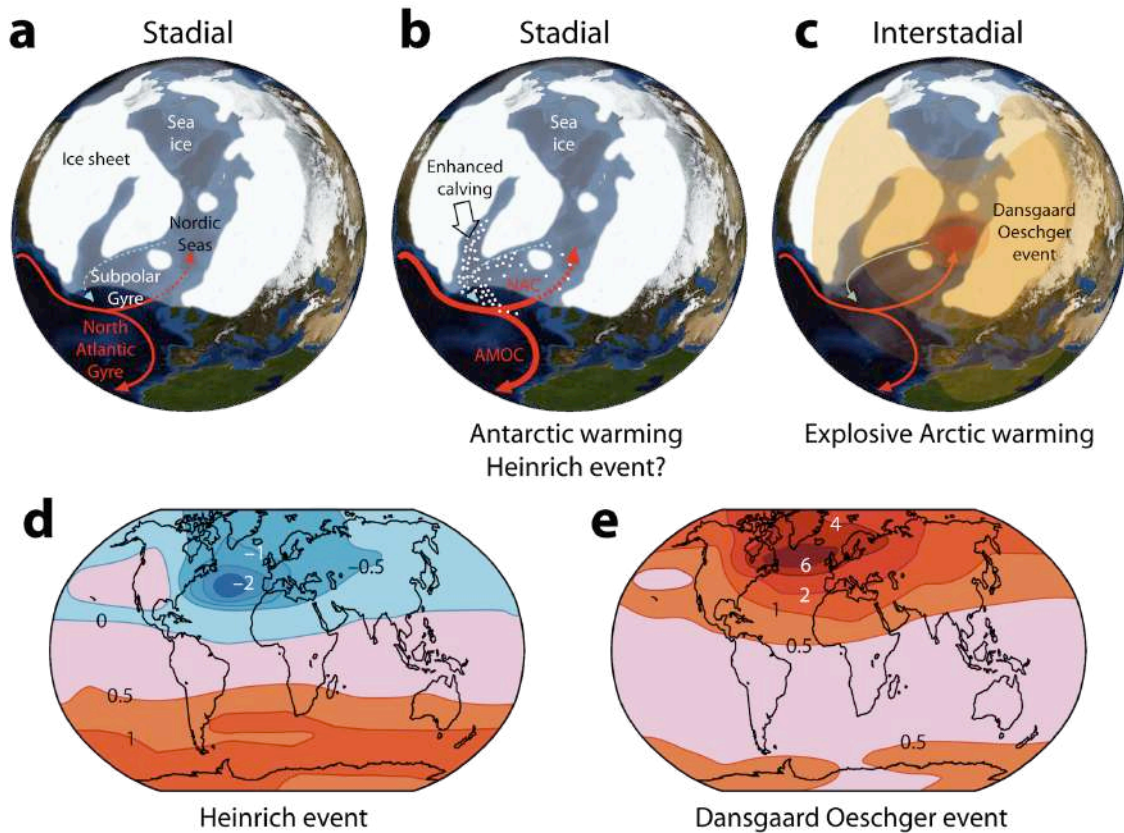 a
Stadial
Sea
ice
Ice sheet
Nordic
Seas
Subpolar
Gyre
North
Atlantic
Gyre
b
Stadial
Sea
ice
Enhanced
calving
NAC
AMOC
Antarctic warming
Heinrich event?
c
Interstadial
Dansgaard
Oeschger
event
Explosive Arctic warming
d
−1
−0.5
−2
0
0.5
1
Heinrich event
e
4
6
2
1
0.5
0.5
Dansgaard Oeschger event